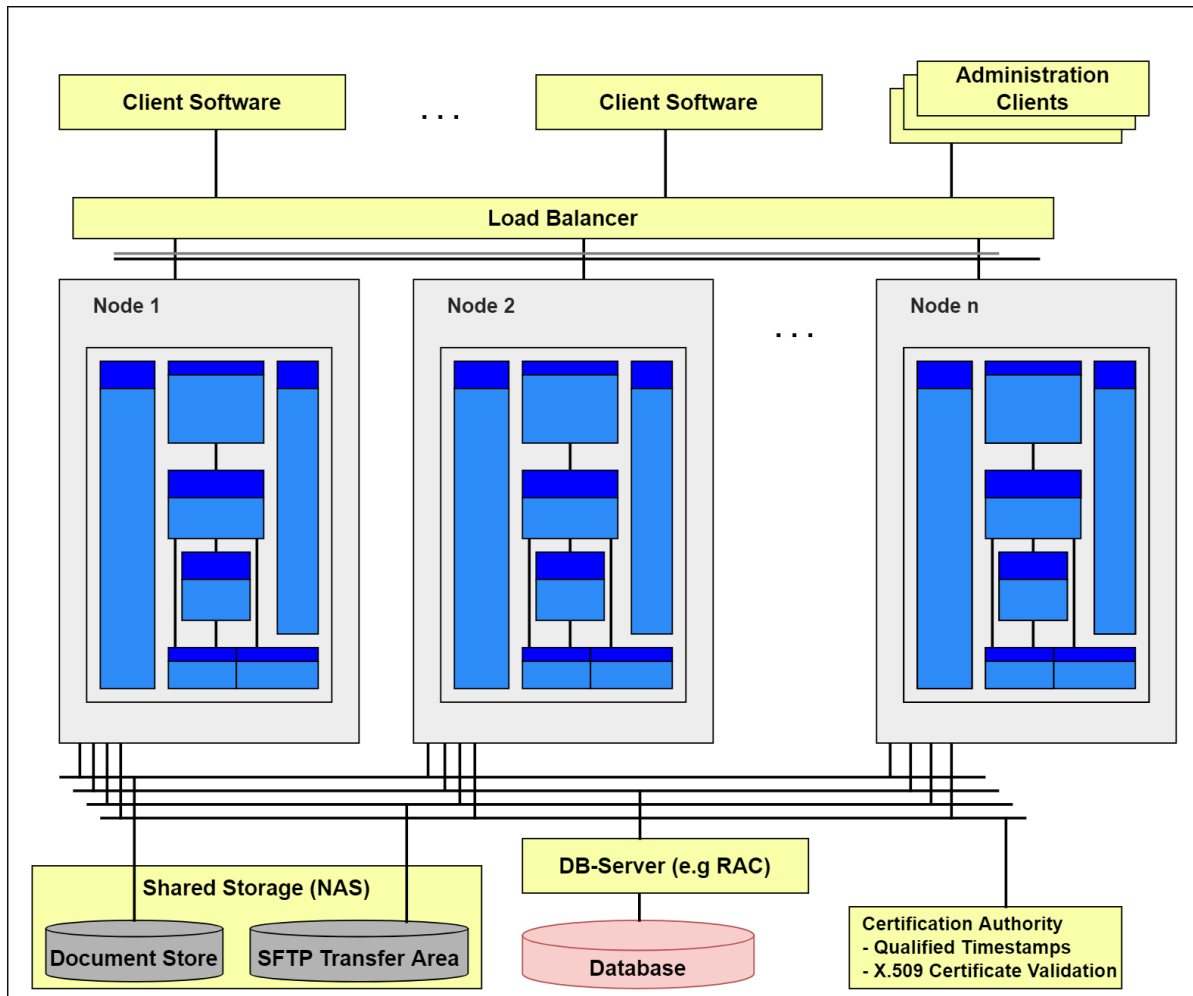 Client Software
. . .
Client Software
Administration
Clients
Load Balancer
Node 1
Node 2
. . .
Node n
Shared Storage (NAS)
Document Store
SFTP Transfer Area
DB-Server (e.g RAC)
Database
Certification Authority
- Qualified Timestamps
- X.509 Certificate Validation